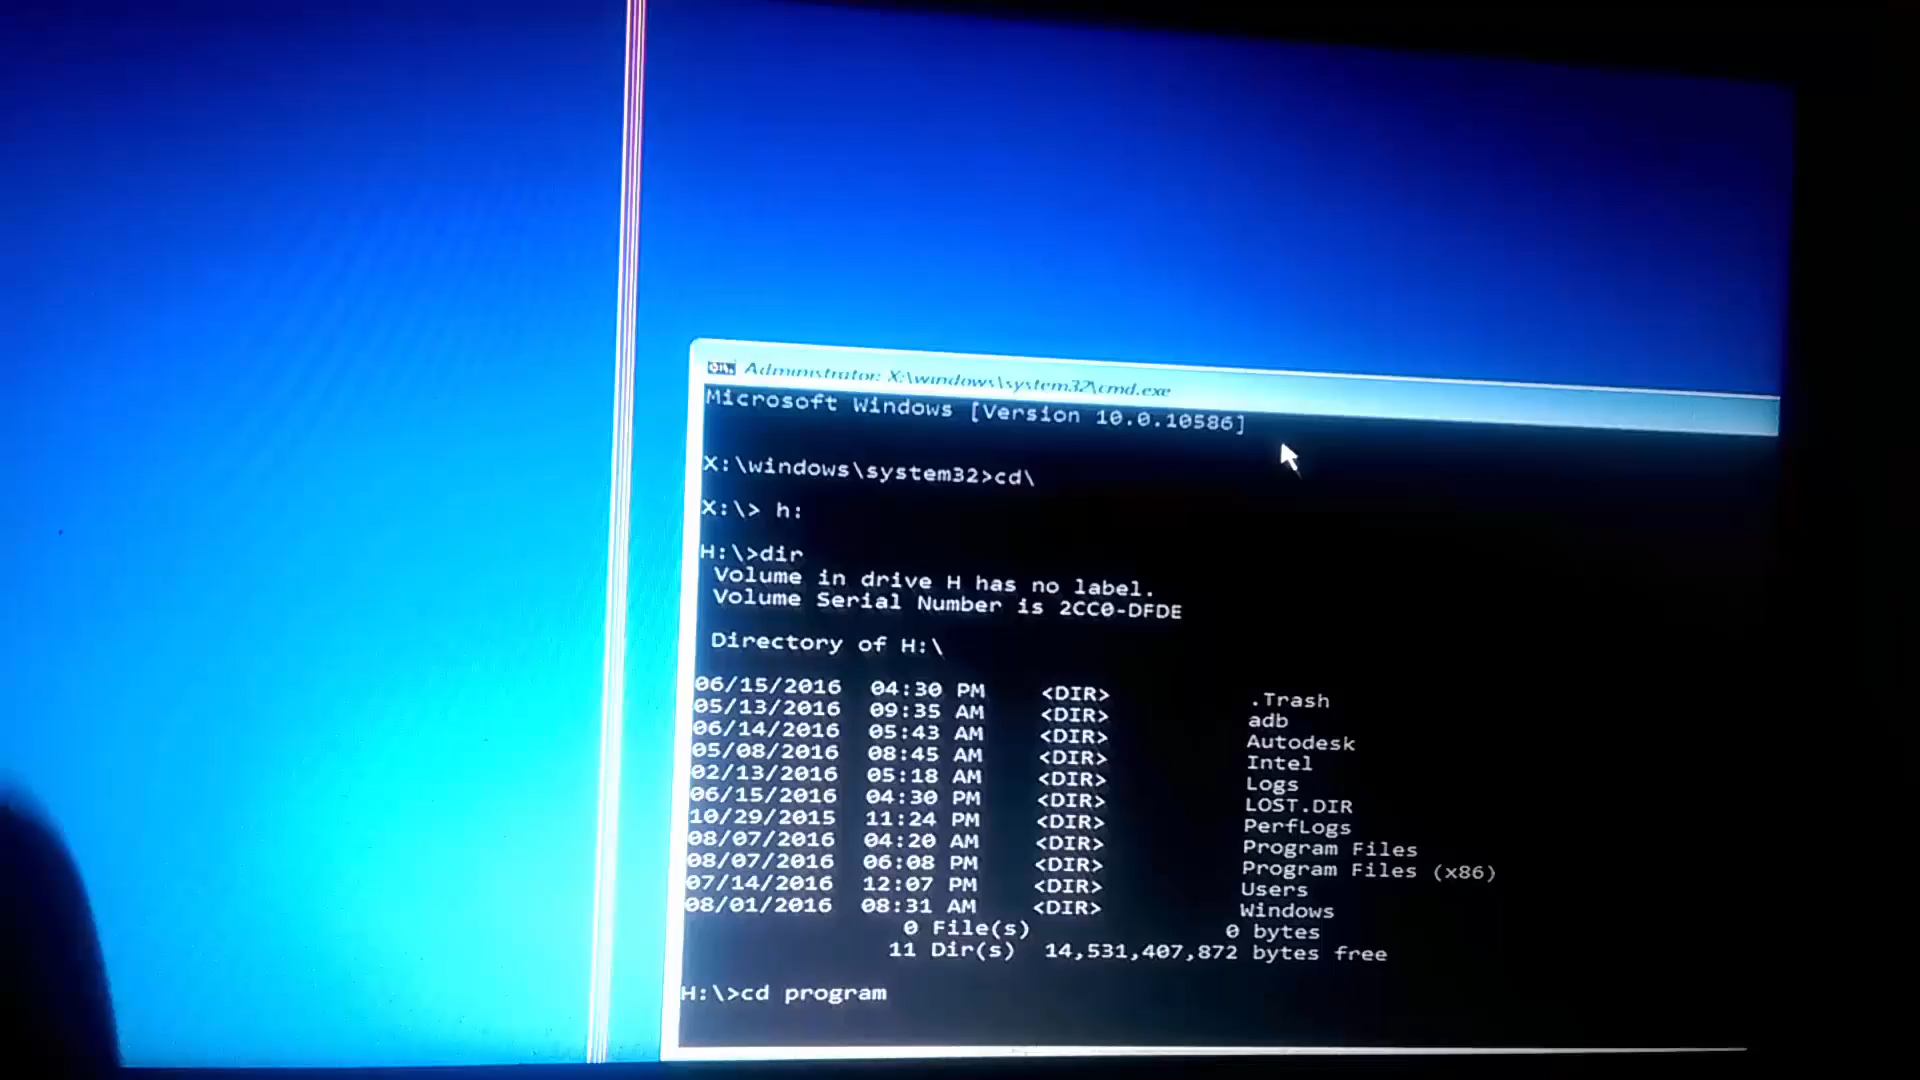 Administrator: X:\windows\system32\cmd.exe
Microsoft Windows [Version 10.0.10586]
X:\windows\system32>cd\
X:\> h:
H:\>dir
Volume in drive H has no label.
Volume Serial Number is 2CC0-DFDE
Directory of H:\
06/15/2016 04:30 PM <DIR> .Trash
05/13/2016 09:35 AM <DIR> adb
06/14/2016 05:43 AM <DIR> Autodesk
05/08/2016 08:45 AM <DIR> Intel
02/13/2016 05:18 AM <DIR> Logs
06/15/2016 04:30 PM <DIR> LOST.DIR
10/29/2015 11:24 PM <DIR> PerfLogs
08/07/2016 04:20 AM <DIR> Program Files
08/07/2016 06:08 PM <DIR> Program Files (x86)
07/14/2016 12:07 PM <DIR> Users
08/01/2016 08:31 AM <DIR> Windows
0 File(s) 0 bytes
11 Dir(s) 14,531,407,872 bytes free
H:\>cd program